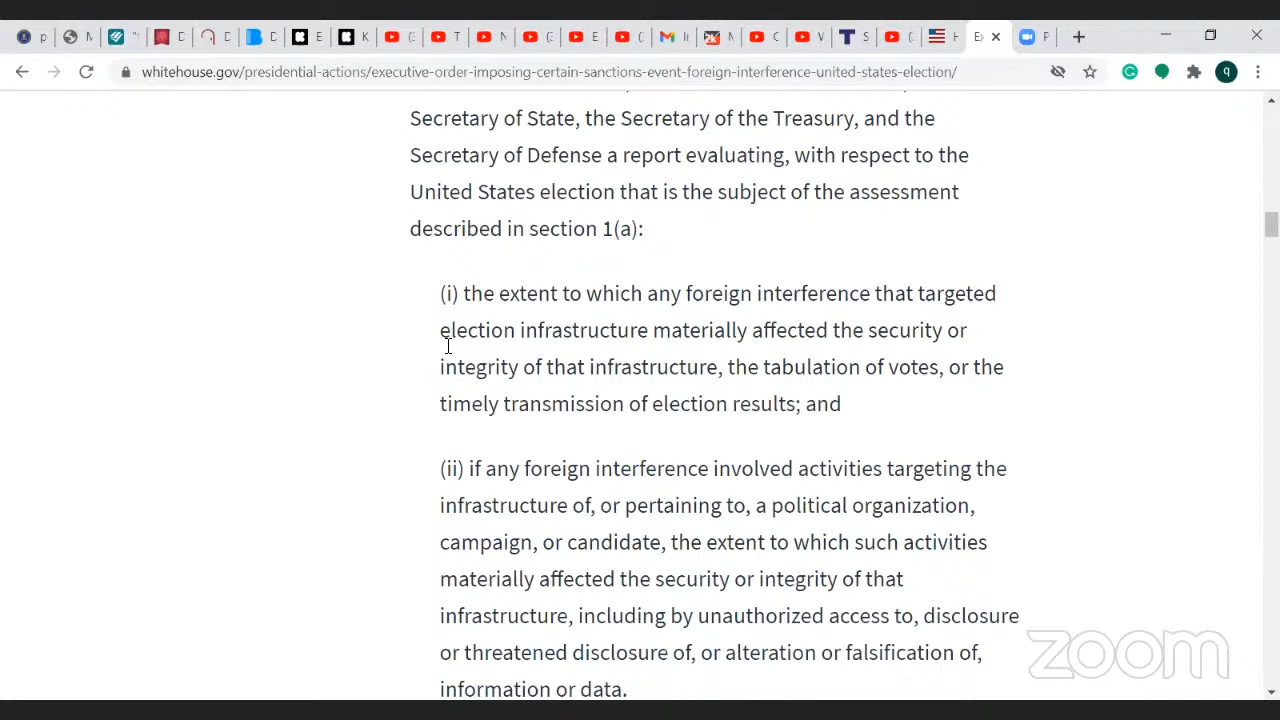 p N " D D D E K ( T N ( E ( Ir N C V S ( H Ex P
whitehouse.gov/presidential-actions/executive-order-imposing-certain-sanctions-event-foreign-interference-united-states-election/
q
Secretary of State, the Secretary of the Treasury, and the
Secretary of Defense a report evaluating, with respect to the
United States election that is the subject of the assessment
described in section 1(a):
(i) the extent to which any foreign interference that targeted
election infrastructure materially affected the security or
integrity of that infrastructure, the tabulation of votes, or the
timely transmission of election results; and
(ii) if any foreign interference involved activities targeting the
infrastructure of, or pertaining to, a political organization,
campaign, or candidate, the extent to which such activities
materially affected the security or integrity of that
infrastructure, including by unauthorized access to, disclosure
or threatened disclosure of, or alteration or falsification of,
information or data.
zoom